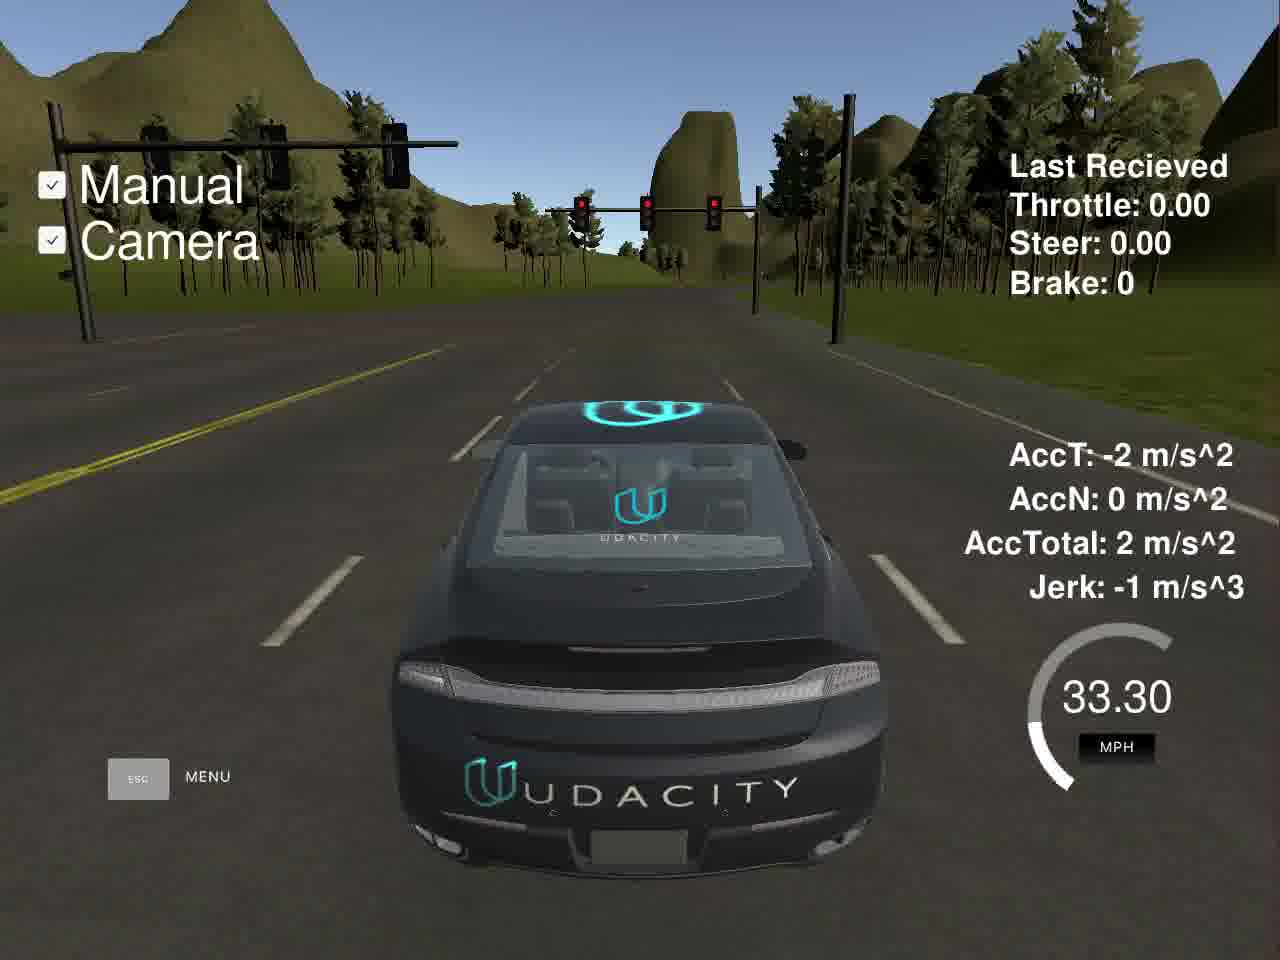 Manual
Camera
Last Recieved
Throttle: 0.00
Steer: 0.00
Brake: 0
AccT: -2 m/s^2
AccN: 0 m/s^2
AccTotal: 2 m/s^2
Jerk: -1 m/s^3
UDACITY
33.30
MPH
ESC MENU
UDACITY